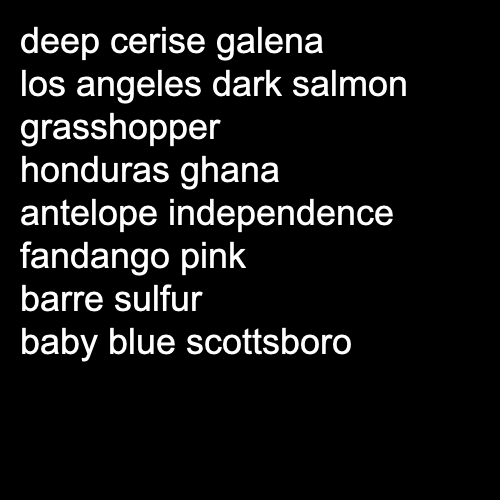 deep cerise galena
los angeles dark salmon
grasshopper
honduras ghana
antelope independence
fandango pink
barre sulfur
baby blue scottsboro